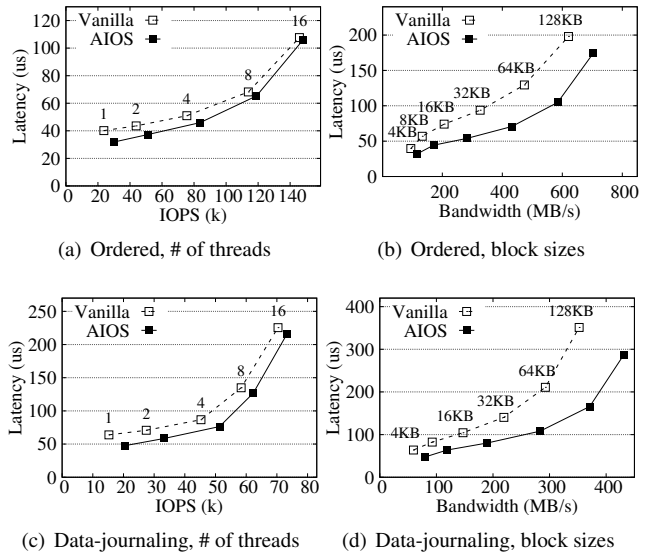 Vanilla
AIOS
120
100
80
60
40
20
0
Latency (us)
1
2
4
8
16
0 20 40 60 80 100 120 140
IOPS (k)
(a) Ordered, # of threads
Vanilla
AIOS
200
150
100
50
0
Latency (us)
4KB
8KB
16KB
32KB
64KB
128KB
200 400 600 800
Bandwidth (MB/s)
(b) Ordered, block sizes
Vanilla
AIOS
250
200
150
100
50
0
Latency (us)
1
2
4
8
16
0 10 20 30 40 50 60 70 80
IOPS (k)
(c) Data-journaling, # of threads
Vanilla
AIOS
400
300
200
100
0
Latency (us)
4KB
16KB
32KB
64KB
128KB
0 100 200 300 400
Bandwidth (MB/s)
(d) Data-journaling, block sizes